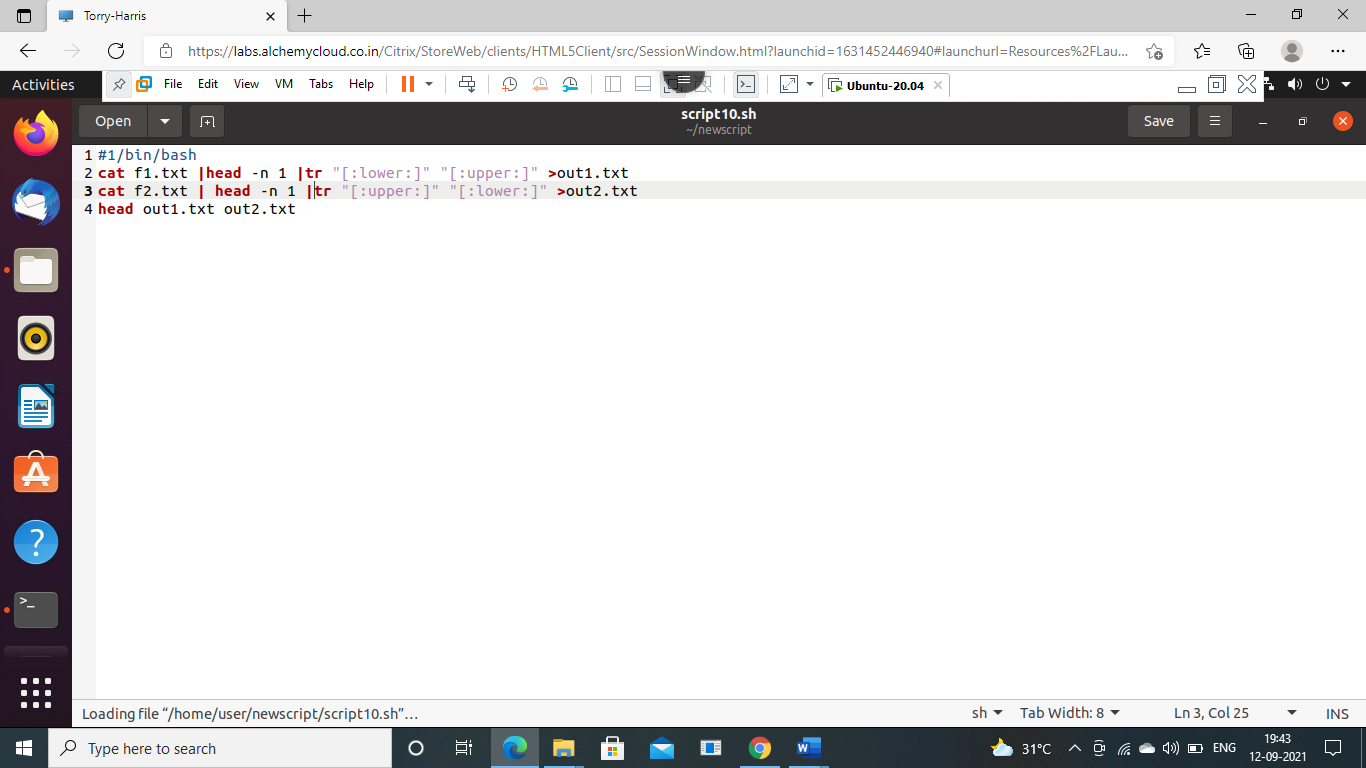 Torry-Harris
https://labs.alchemycloud.co.in/Citrix/StoreWeb/clients/HTML5Client/src/SessionWindow.html?launchid=1631452446940#launchurl=Resources%2FLau...
Activities File Edit View VM Tabs Help Ubuntu-20.04
Open script10.sh Save
~/newscript
1 #1/bin/bash
2 cat f1.txt |head -n 1 |tr "[:lower:]" "[:upper:]" >out1.txt
3 cat f2.txt | head -n 1 |tr "[:upper:]" "[:lower:]" >out2.txt
4 head out1.txt out2.txt
Loading file “/home/user/newscript/script10.sh”… sh Tab Width: 8 Ln 3, Col 25 INS
Type here to search 31°C ENG 19:43
12-09-2021